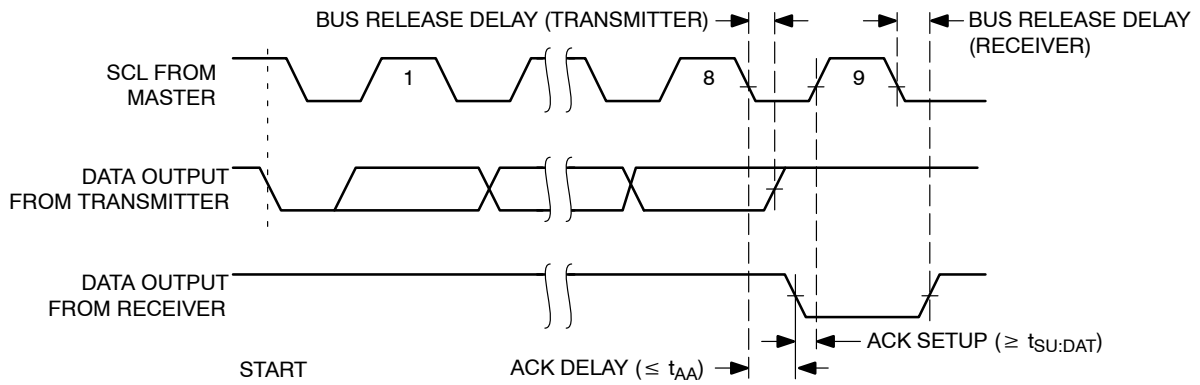 BUS RELEASE DELAY (TRANSMITTER)
BUS RELEASE DELAY
(RECEIVER)
SCL FROM
MASTER
1
8
9
DATA OUTPUT
FROM TRANSMITTER
DATA OUTPUT
FROM RECEIVER
START
ACK DELAY (≤ tAA)
ACK SETUP (≥ tSU:DAT)